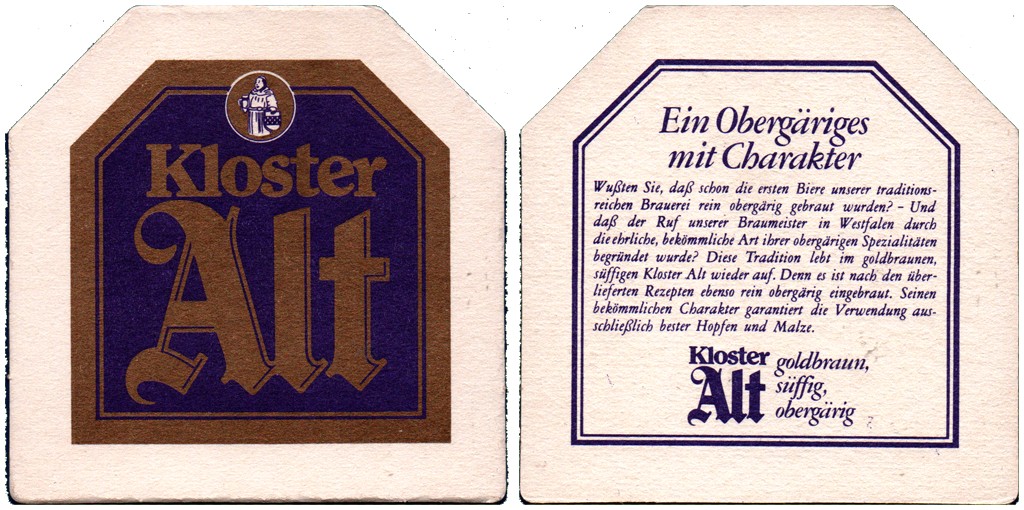 Kloster
Alt
Ein Obergäriges
mit Charakter
Wußten Sie, daß schon die ersten Biere unserer traditions-
reichen Brauerei rein obergärig gebraut wurden? – Und
daß der Ruf unserer Braumeister in Westfalen durch
die ehrliche, bekömmliche Art ihrer obergärigen Spezialitäten
begründet wurde? Diese Tradition lebt im goldbraunen,
süffigen Kloster Alt wieder auf. Denn es ist nach den über-
lieferten Rezepten ebenso rein obergärig eingebraut. Seinen
bekömmlichen Charakter garantiert die Verwendung aus-
schließlich bester Hopfen und Malze.
Kloster
Alt
goldbraun,
süffig,
obergärig